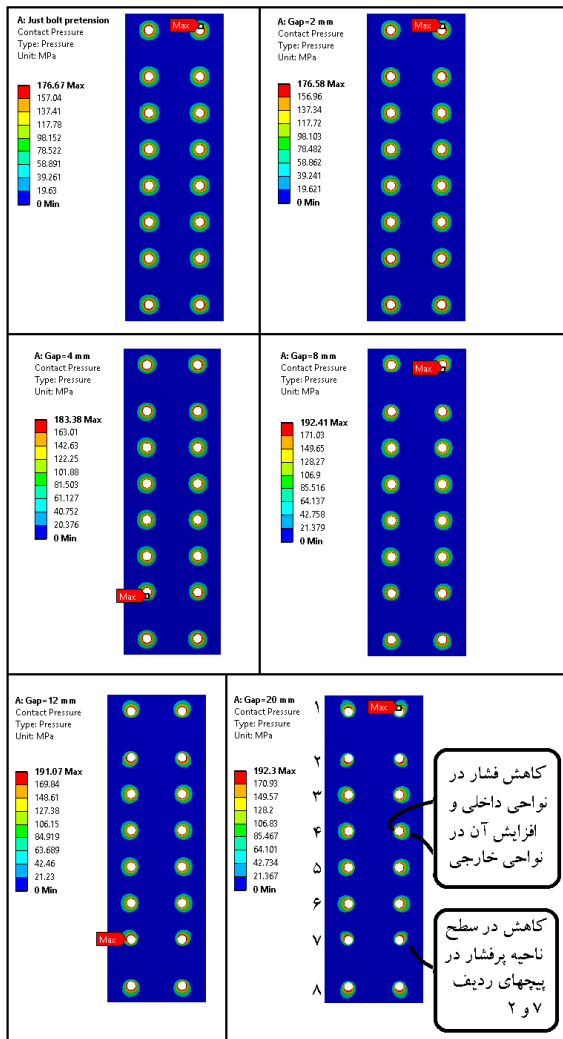 A: Just bolt pretension
Contact Pressure
Type: Pressure
Unit: MPa
176.67 Max
157.04
137.41
117.78
98.152
78.522
58.891
39.261
19.63
0 Min
Max
A: Gap=2 mm
Contact Pressure
Type: Pressure
Unit: MPa
176.58 Max
156.96
137.34
117.72
98.103
78.482
58.862
39.241
19.621
0 Min
Max
A: Gap=4 mm
Contact Pressure
Type: Pressure
Unit: MPa
183.38 Max
163.01
142.63
122.25
101.88
81.503
61.127
40.752
20.376
0 Min
Max
A: Gap=8 mm
Contact Pressure
Type: Pressure
Unit: MPa
192.41 Max
171.03
149.65
128.27
106.9
85.516
64.137
42.758
21.379
0 Min
Max
A: Gap=12 mm
Contact Pressure
Type: Pressure
Unit: MPa
191.07 Max
169.84
148.61
127.38
106.15
84.919
63.689
42.46
21.23
0 Min
Max
A: Gap=20 mm
Contact Pressure
Type: Pressure
Unit: MPa
192.3 Max
170.93
149.57
128.2
106.83
85.467
64.101
42.734
21.367
0 Min
Max
۱
۲
۳
۴
۵
۶
۷
۸
کاهش فشار در
نواحی داخلی و
افزایش آن در
نواحی خارجی
کاهش در سطح
ناحیه پرفشار در
پیچهای ردیف
۷ و ۲